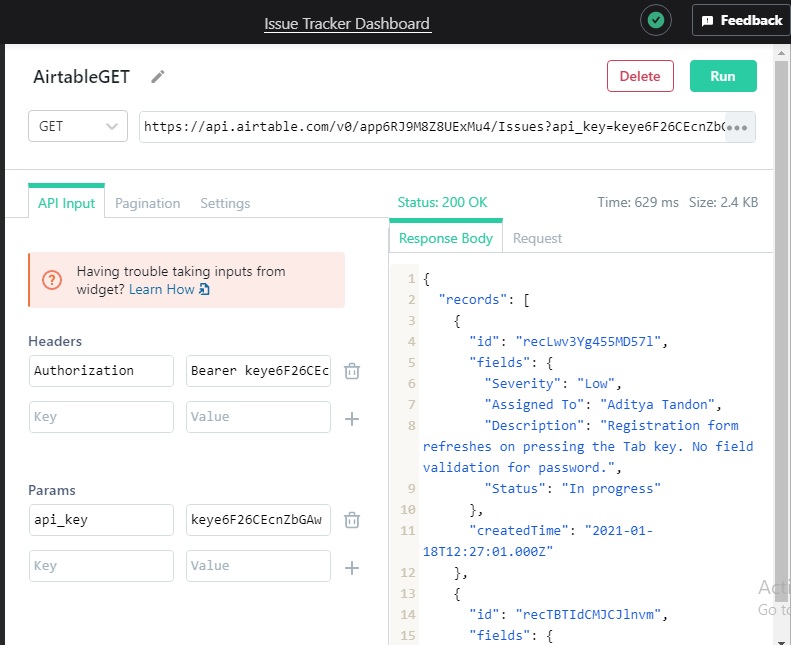 Issue Tracker Dashboard
Feedback
AirtableGET
Delete
Run
GET
https://api.airtable.com/v0/app6RJ9M8Z8UExMu4/Issues?api_key=keye6F26CEcnZbG
API Input
Pagination
Settings
Status: 200 OK
Time: 629 ms
Size: 2.4 KB
Response Body
Request
Having trouble taking inputs from
widget? Learn How
Headers
Authorization
Bearer keye6F26CEc
Key
Value
Params
api_key
keye6F26CEcnZbGAw
Key
Value
1 {
2 "records": [
3 {
4 "id": "recLwv3Yg455MD57l",
5 "fields": {
6 "Severity": "Low",
7 "Assigned To": "Aditya Tandon",
8 "Description": "Registration form
refreshes on pressing the Tab key. No field
validation for password.",
9 "Status": "In progress"
10 },
11 "createdTime": "2021-01-
18T12:27:01.000Z"
12 },
13 {
14 "id": "recTBTIdCMJCJlnvm",
15 "fields": {
Acti
Go to